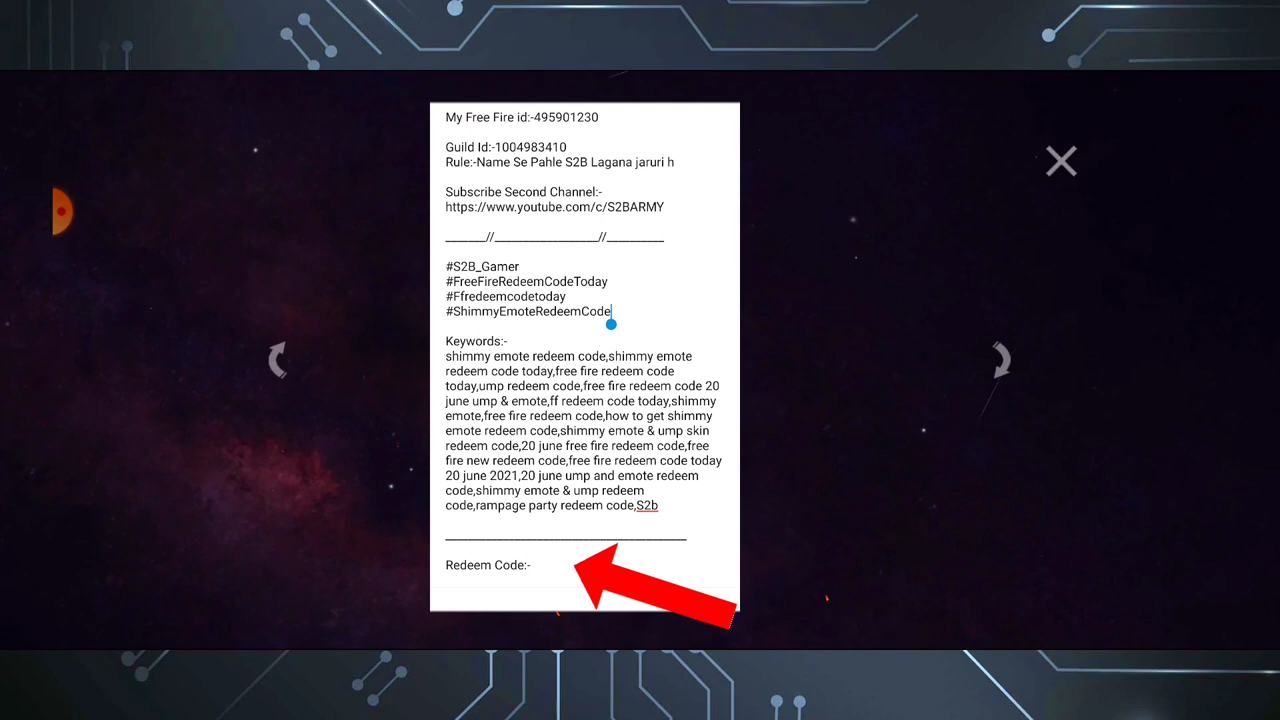 My Free Fire id:-495901230
Guild Id:-1004983410
Rule:-Name Se Pahle S2B Lagana jaruri h
Subscribe Second Channel:-
https://www.youtube.com/c/S2BARMY
_______//__________________//__________
#S2B_Gamer
#FreeFireRedeemCodeToday
#Ffredeemcodetoday
#ShimmyEmoteRedeemCode
Keywords:-
shimmy emote redeem code,shimmy emote
redeem code today,free fire redeem code
today,ump redeem code,free fire redeem code 20
june ump & emote,ff redeem code today,shimmy
emote,free fire redeem code,how to get shimmy
emote redeem code,shimmy emote & ump skin
redeem code,20 june free fire redeem code,free
fire new redeem code,free fire redeem code today
20 june 2021,20 june ump and emote redeem
code,shimmy emote & ump redeem
code,rampage party redeem code,S2b
__________________________________________
Redeem Code:-